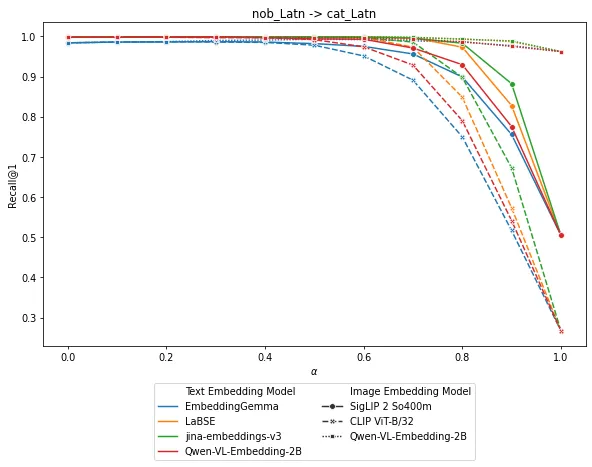 nob_Latn -> cat_Latn
Recall@1
1.0
0.9
0.8
0.7
0.6
0.5
0.4
0.3
0.0 0.2 0.4 0.6 0.8 1.0
α
Text Embedding Model
EmbeddingGemma
LaBSE
jina-embeddings-v3
Qwen-VL-Embedding-2B
Image Embedding Model
SigLIP 2 So400m
CLIP ViT-B/32
Qwen-VL-Embedding-2B